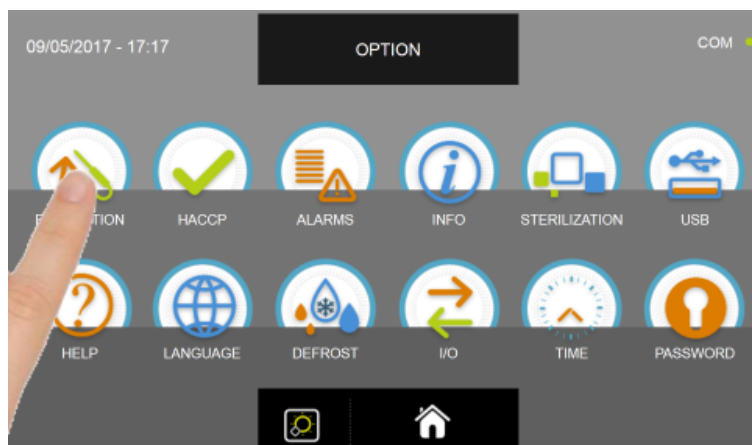 09/05/2017 - 17:17
OPTION
COM
HACCP
ALARMS
INFO
STERILIZATION
USB
HELP
LANGUAGE
DEFROST
I/O
TIME
PASSWORD